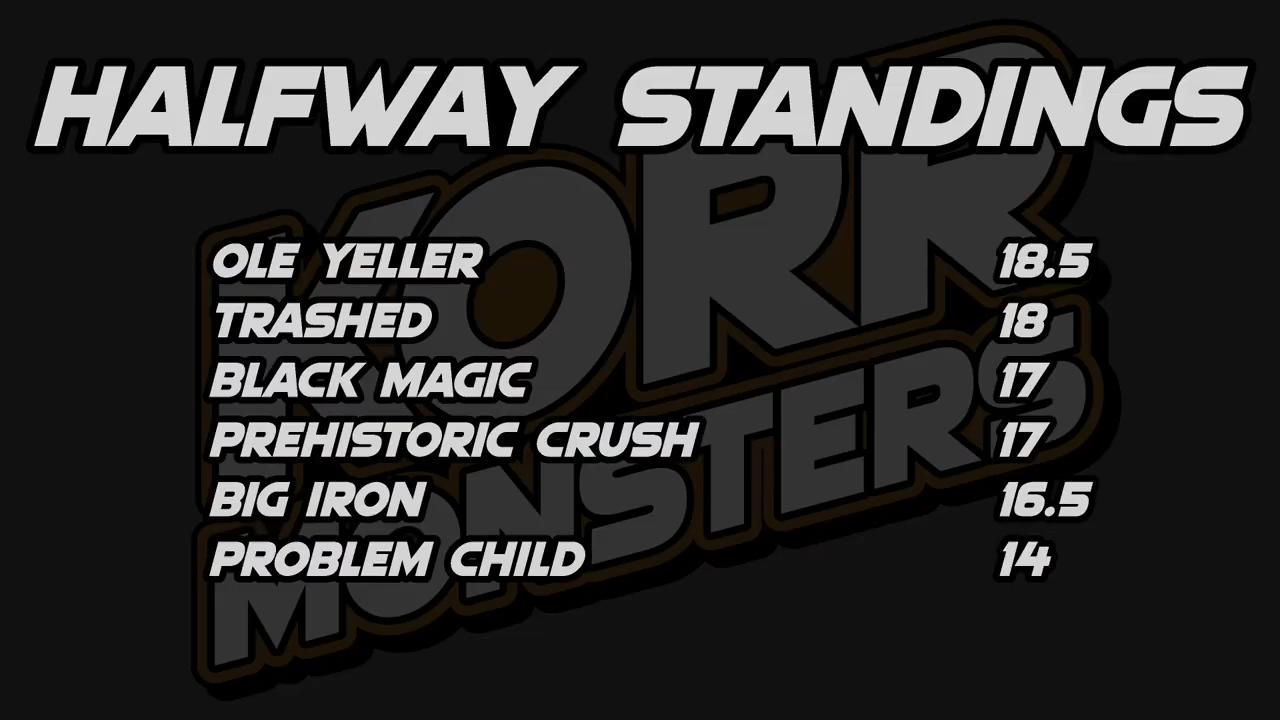 HALFWAY STANDINGS
OLE YELLER 18.5
TRASHED 18
BLACK MAGIC 17
PREHISTORIC CRUSH 17
BIG IRON 16.5
PROBLEM CHILD 14
MONSTERS